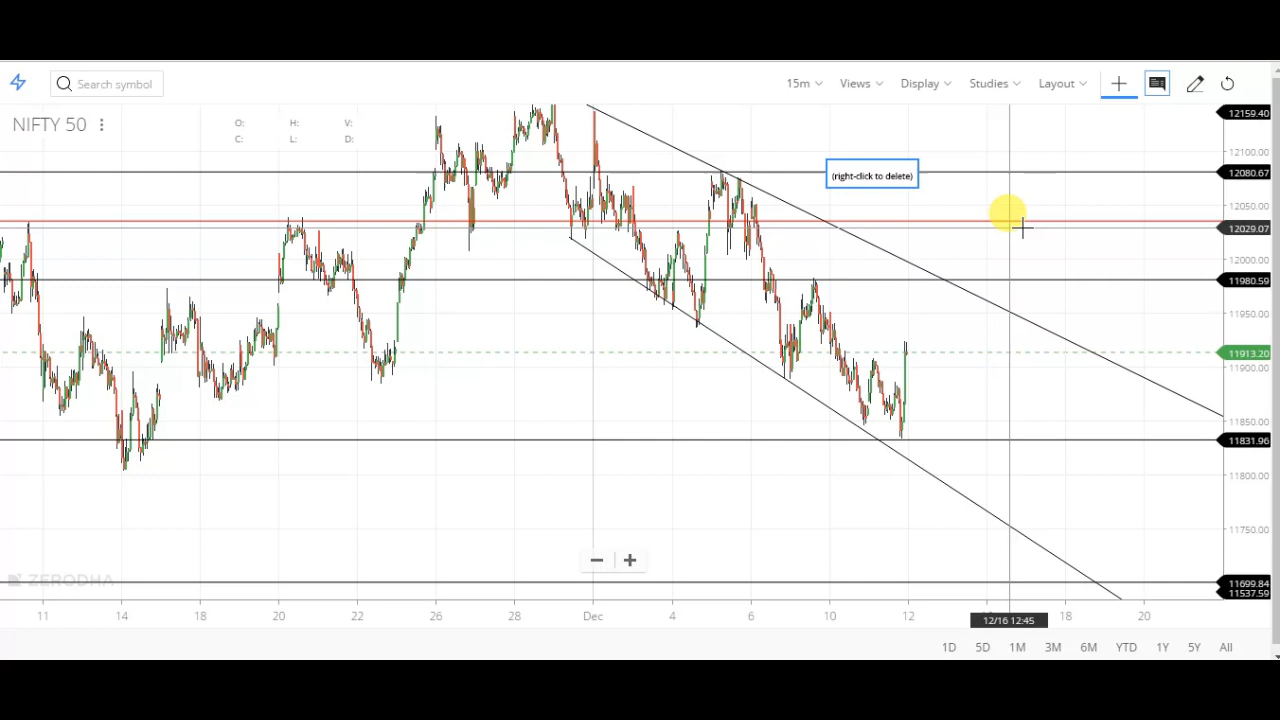 Search symbol
15m Views Display Studies Layout
NIFTY 50
O: H: V:
C: L: D:
12159.40
12100.00
(right-click to delete)
12080.67
12050.00
12029.07
12000.00
11980.59
11950.00
11913.20
11900.00
11850.00
11831.96
11800.00
11750.00
ZERODHA
11699.84
11537.59
11 14 18 20 22 26 28 Dec 4 6 10 12 18 20
12/16 12:45
1D 5D 1M 3M 6M YTD 1Y 5Y All